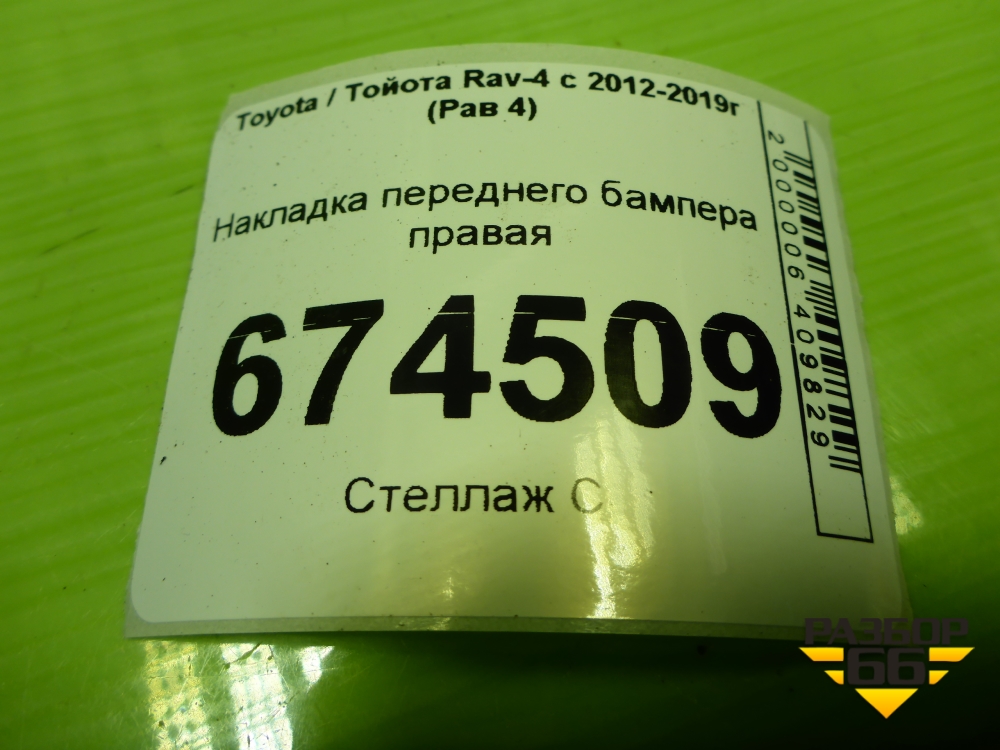 Toyota / Тойота Rav-4 с 2012-2019г
(Рав 4)
Накладка переднего бампера
правая
674509
Стеллаж С
2000006409829
РАЗБОР
66